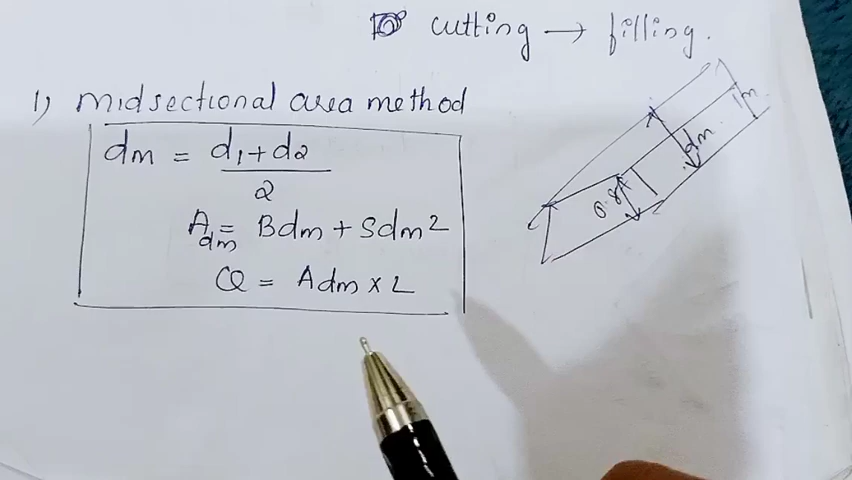 cutting → filling.
1) midsectional area method
dm = d1+d2
2
Adm = Bdm + Sdm2
Q = Adm × L
0.8
dm
1m